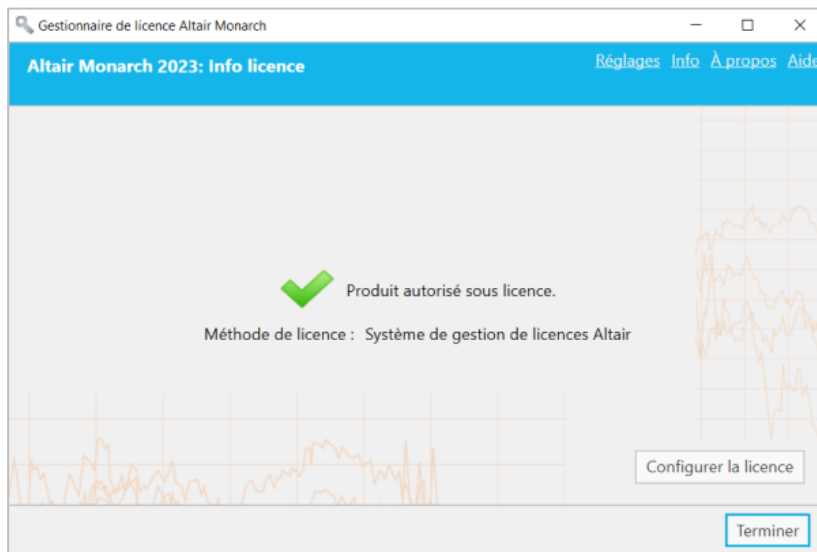 Gestionnaire de licence Altair Monarch
Altair Monarch 2023: Info licence
Réglages Info À propos Aide
Produit autorisé sous licence.
Méthode de licence : Système de gestion de licences Altair
Configurer la licence
Terminer